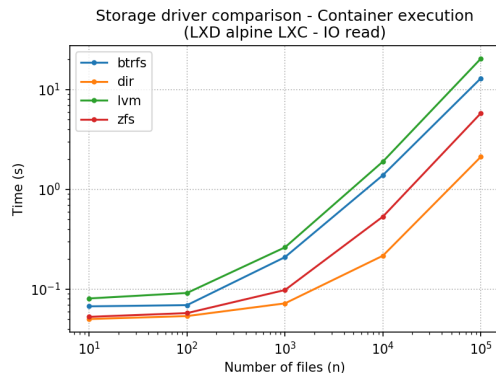 Storage driver comparison - Container execution
(LXD alpine LXC - IO read)
btrfs
dir
lvm
zfs
Time (s)
10¹
10⁰
10⁻¹
10¹ 10² 10³ 10⁴ 10⁵
Number of files (n)